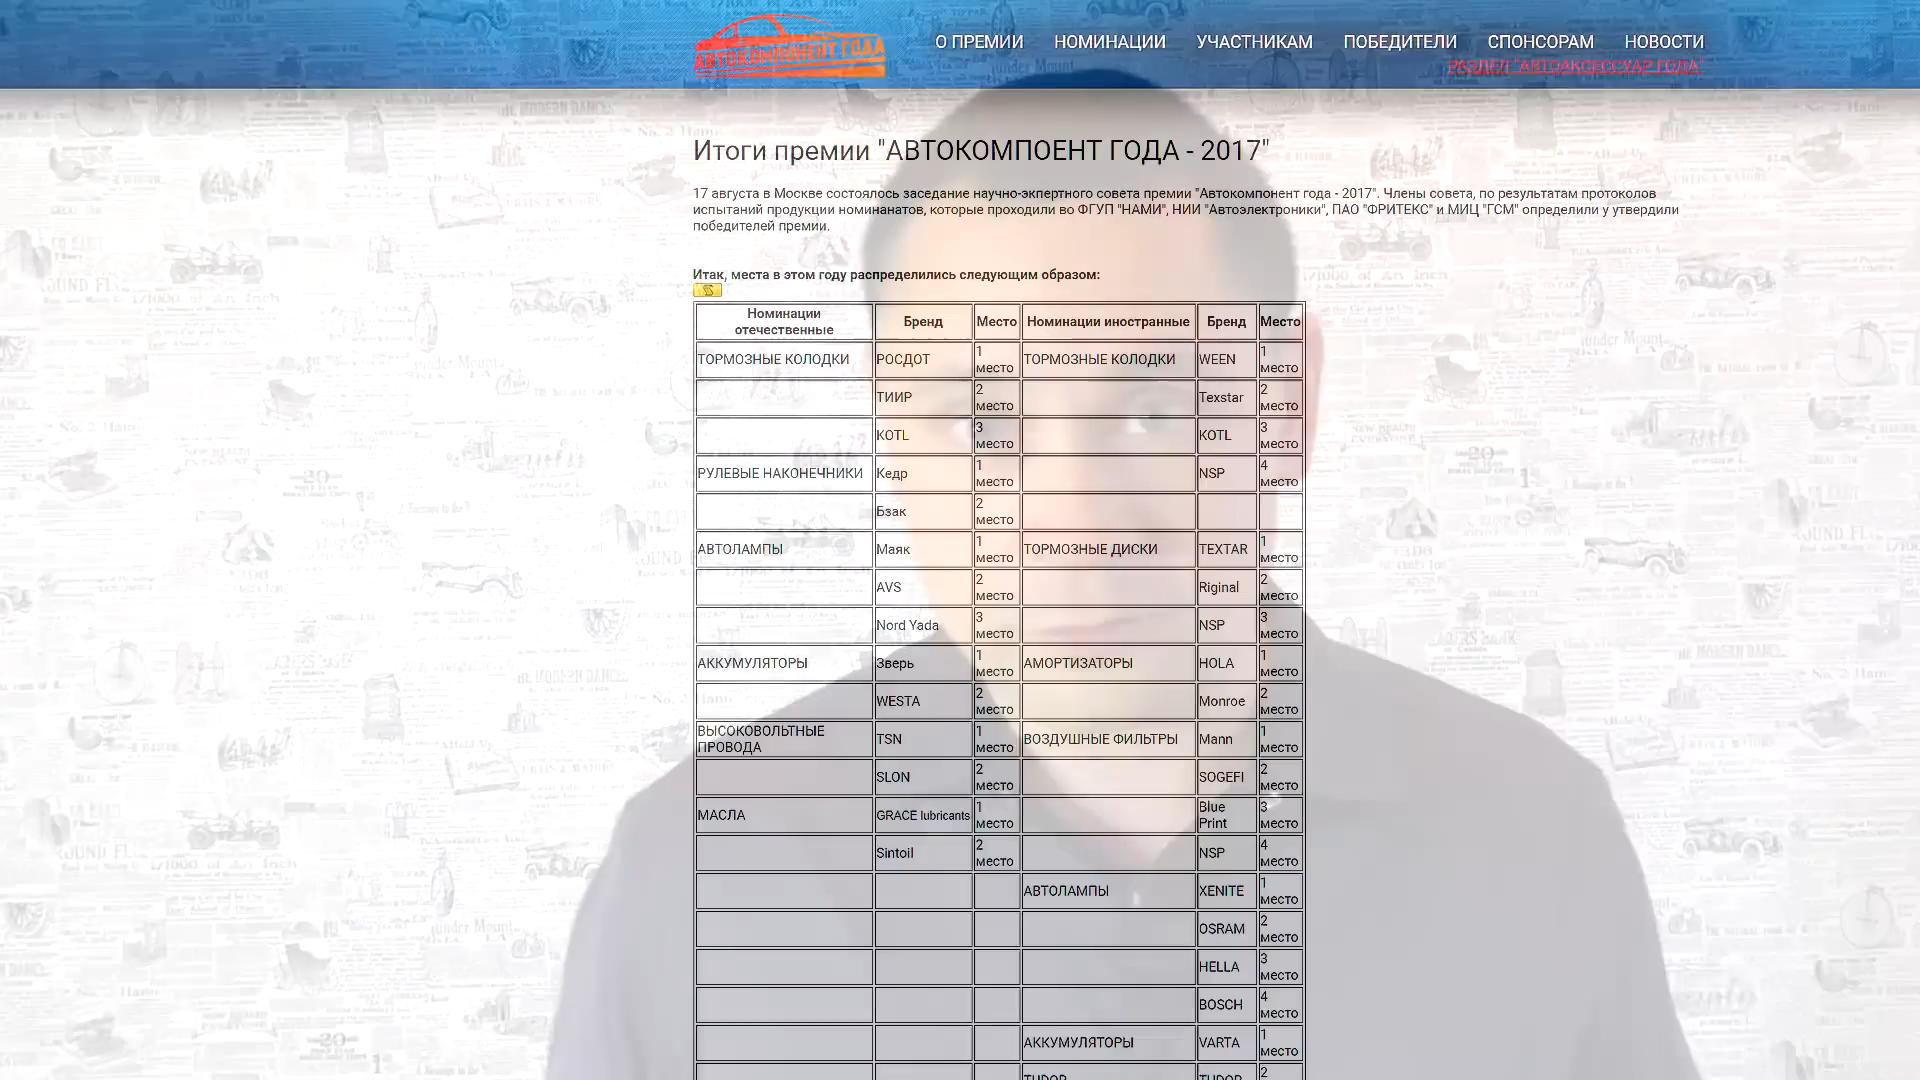 АВТОКОМПОНЕНТ ГОДА
О ПРЕМИИ НОМИНАЦИИ УЧАСТНИКАМ ПОБЕДИТЕЛИ СПОНСОРАМ НОВОСТИ
РАЗДЕЛ "АВТОАКСЕССУАР ГОДА"
Итоги премии "АВТОКОМПОЕНТ ГОДА - 2017"
17 августа в Москве состоялось заседание научно-экпертного совета премии "Автокомпонент года - 2017". Члены совета, по результатам протоколов
испытаний продукции номинанатов, которые проходили во ФГУП "НАМИ", НИИ "Автоэлектроники", ПАО "ФРИТЕКС" и МИЦ "ГСМ" определили у утвердили
победителей премии.
Итак, места в этом году распределились следующим образом:
Номинации отечественные Бренд Место Номинации иностранные Бренд Место
ТОРМОЗНЫЕ КОЛОДКИ РОСДОТ 1 место ТОРМОЗНЫЕ КОЛОДКИ WEEN 1 место
ТИИР 2 место Texstar 2 место
KOTL 3 место KOTL 3 место
РУЛЕВЫЕ НАКОНЕЧНИКИ Кедр 1 место NSP 4 место
Бзак 2 место
АВТОЛАМПЫ Маяк 1 место ТОРМОЗНЫЕ ДИСКИ TEXTAR 1 место
AVS 2 место Riginal 2 место
Nord Yada 3 место NSP 3 место
АККУМУЛЯТОРЫ Зверь 1 место АМОРТИЗАТОРЫ HOLA 1 место
WESTA 2 место Monroe 2 место
ВЫСОКОВОЛЬТНЫЕ ПРОВОДА TSN 1 место ВОЗДУШНЫЕ ФИЛЬТРЫ Mann 1 место
SLON 2 место SOGEFI 2 место
МАСЛА GRACE lubricants 1 место Blue Print 3 место
Sintoil 2 место NSP 4 место
АВТОЛАМПЫ XENITE 1 место
OSRAM 2 место
HELLA 3 место
BOSCH 4 место
АККУМУЛЯТОРЫ VARTA 1 место
TUDOR TUDOR 2